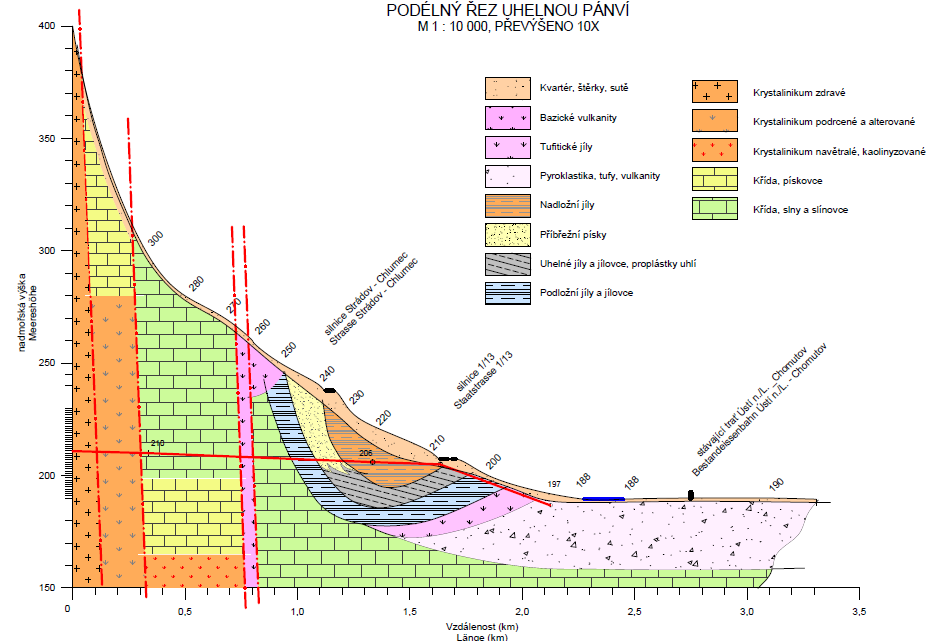 PODÉLNÝ ŘEZ UHELNOU PÁNVÍ
M 1 : 10 000, PŘEVÝŠENO 10X
400
350
300
250
200
150
nadmořská výška
Meereshöhe
Kvartér, štěrky, sutě
Bazické vulkanity
Tufitické jíly
Pyroklastika, tufy, vulkanity
Nadložní jíly
Příbřežní písky
Uhelné jíly a jílovce, proplástky uhlí
Podložní jíly a jílovce
Krystalinikum zdravé
Krystalinikum podrcené a alterované
Krystalinikum navětralé, kaolinyzované
Křída, pískovce
Křída, slny a slínovce
300
280
270
260
250
240
230
220
210
200
197
188
188
190
210
206
silnice Strádov - Chlumec
Strasse Strádov - Chlumec
silnice 1/13
Staatstrasse 1/13
stávající trať Ústí n./L. - Chomutov
Bestandeissenbahn Ústí n./L. - Chomutov
0
0,5
1,0
1,5
2,0
2,5
3,0
3,5
Vzdálenost (km)
Länge (km)